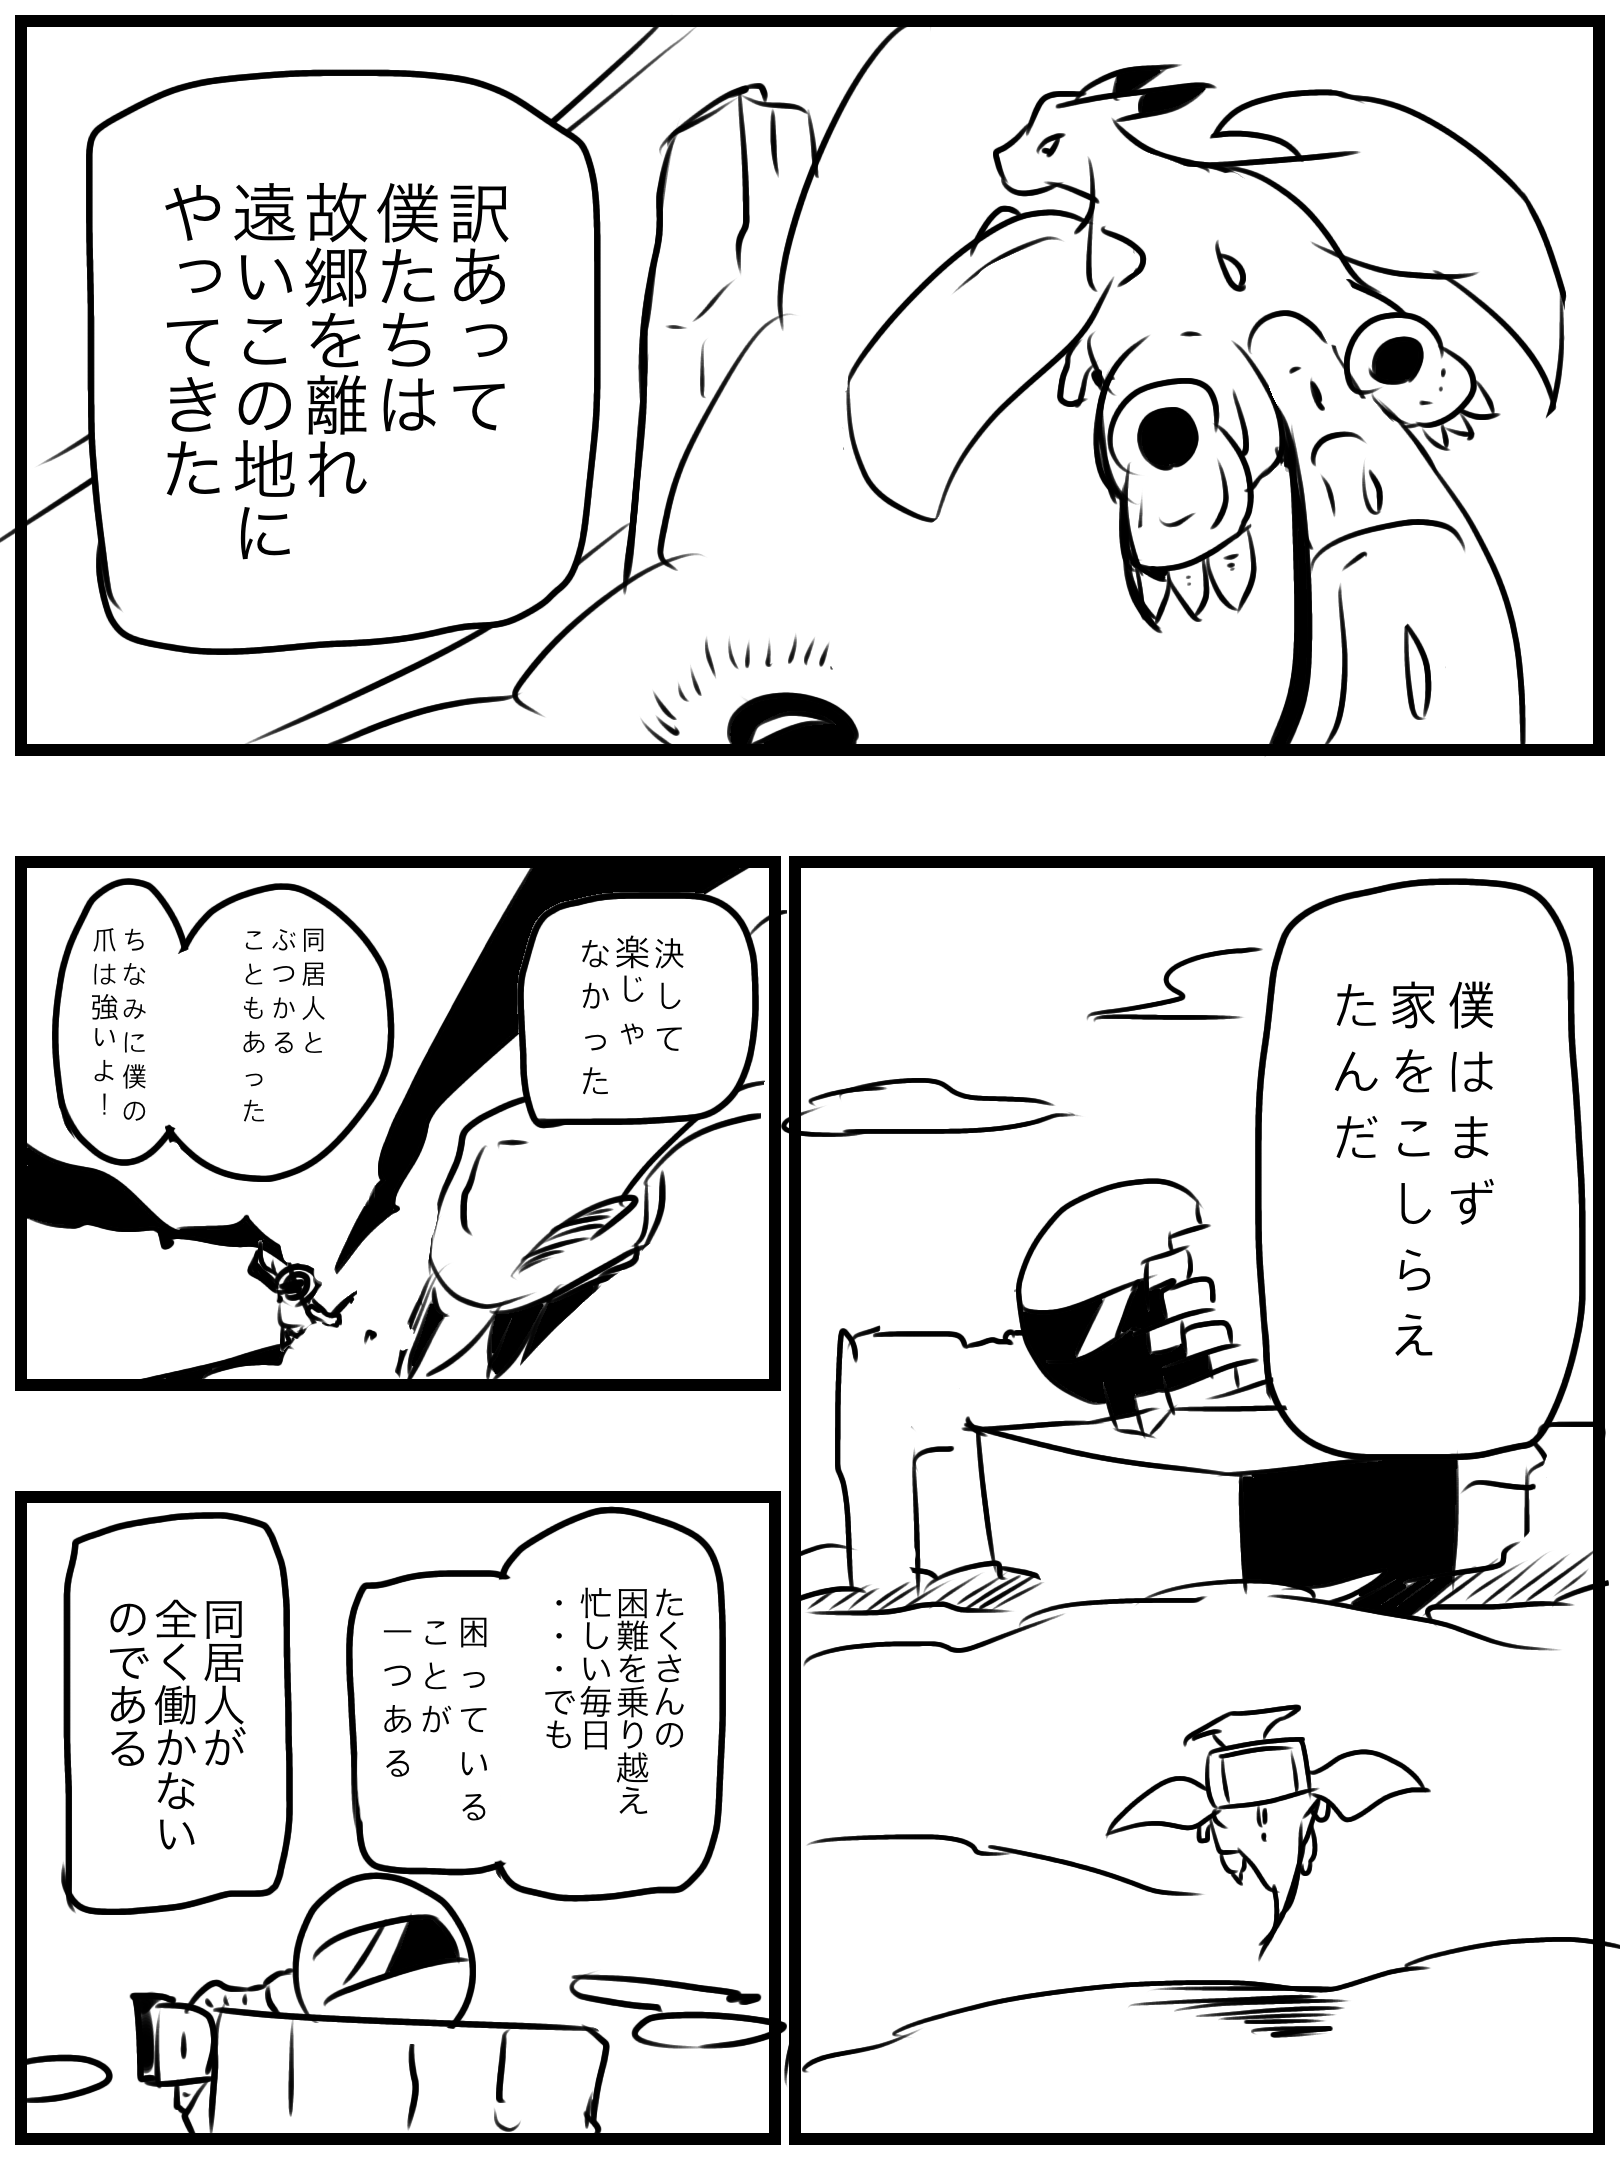 訳あって
僕たちは
故郷を離れ
遠いこの地に
やってきた
僕はまず
家をこしらえ
たんだ
決して
楽じゃ
なかった
同居人と
ぶつかる
こともあった
ちなみに僕の
爪は強いよ！
たくさんの
困難を乗り越え
忙しい毎日
・・・でも
困っている
ことが
一つある
同居人が
全く働かない
のである